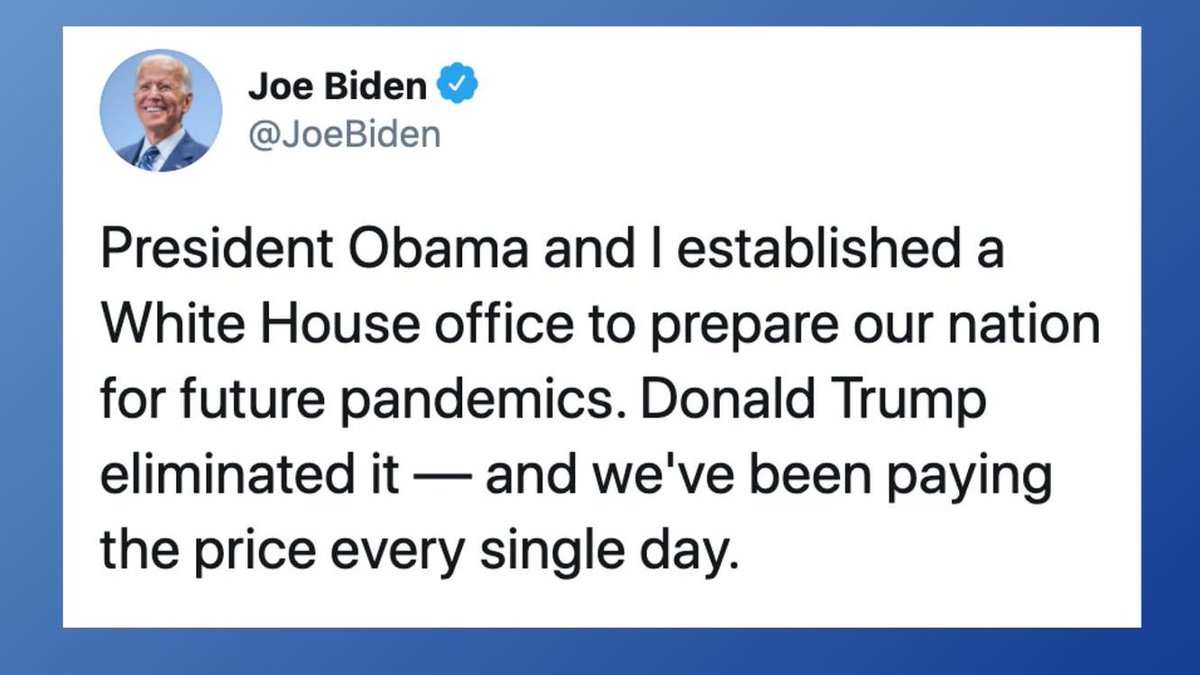 Joe Biden
@JoeBiden
President Obama and I established a
White House office to prepare our nation
for future pandemics. Donald Trump
eliminated it — and we've been paying
the price every single day.